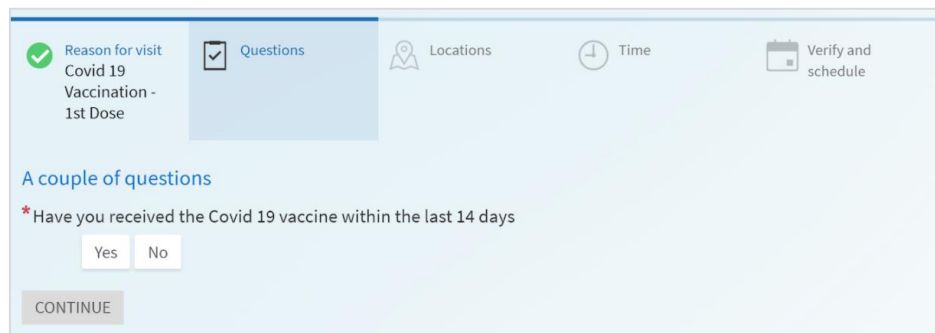 Reason for visit
Covid 19
Vaccination -
1st Dose
Questions
Locations
Time
Verify and
schedule
A couple of questions
*Have you received the Covid 19 vaccine within the last 14 days
Yes No
CONTINUE